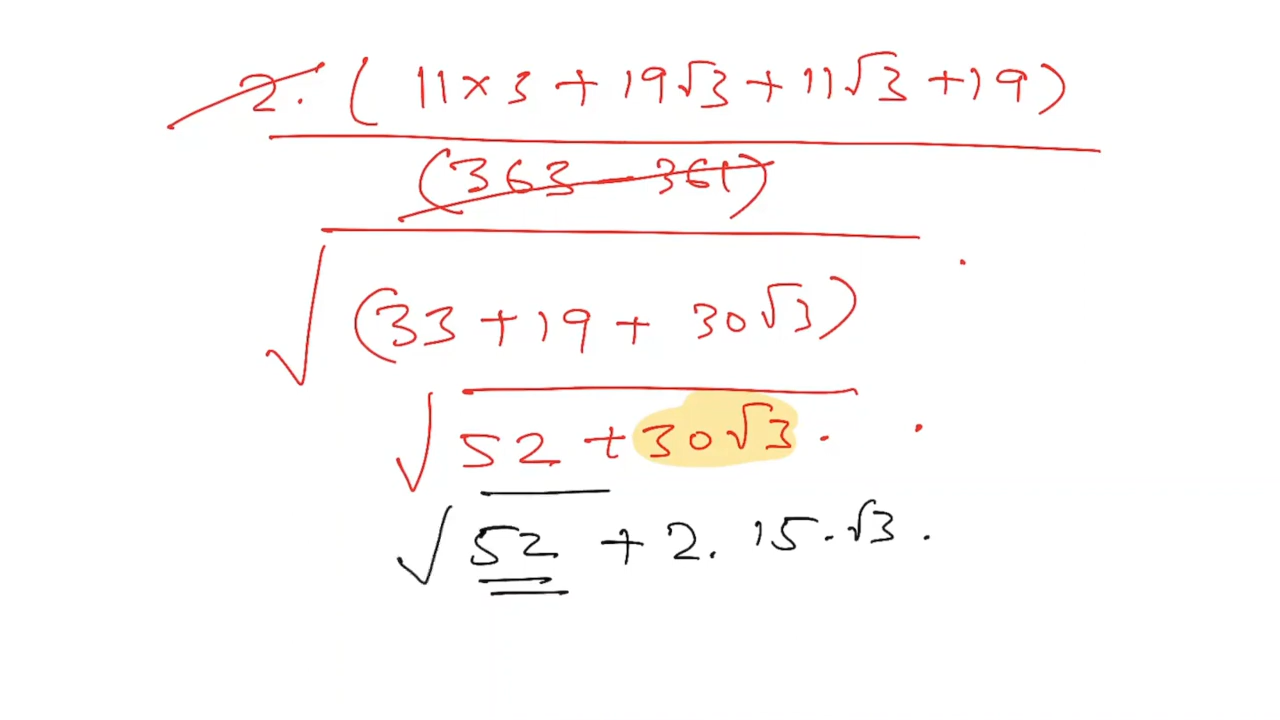 2. ( 11 × 3 + 19√3 + 11√3 + 19 )
(363 - 361)
√(33 + 19 + 30√3)
√52 + 30√3 .
√52 + 2. 15.√3 .